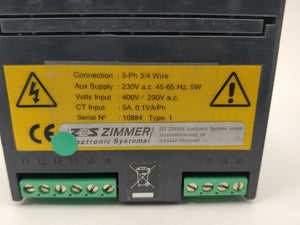 Connection : 3-Ph 3/4 Wire
Aux Supply : 230V a.c. 45-65 Hz, 5W
Volts Input : 400V / 230V a.c.
CT Input : 5A, 0.1VA/Ph
Serial Nº : 10884 Type: 1
CE ZES ZIMMER
Electronic Systems
ZES ZIMMER Electronic Systems GmbH